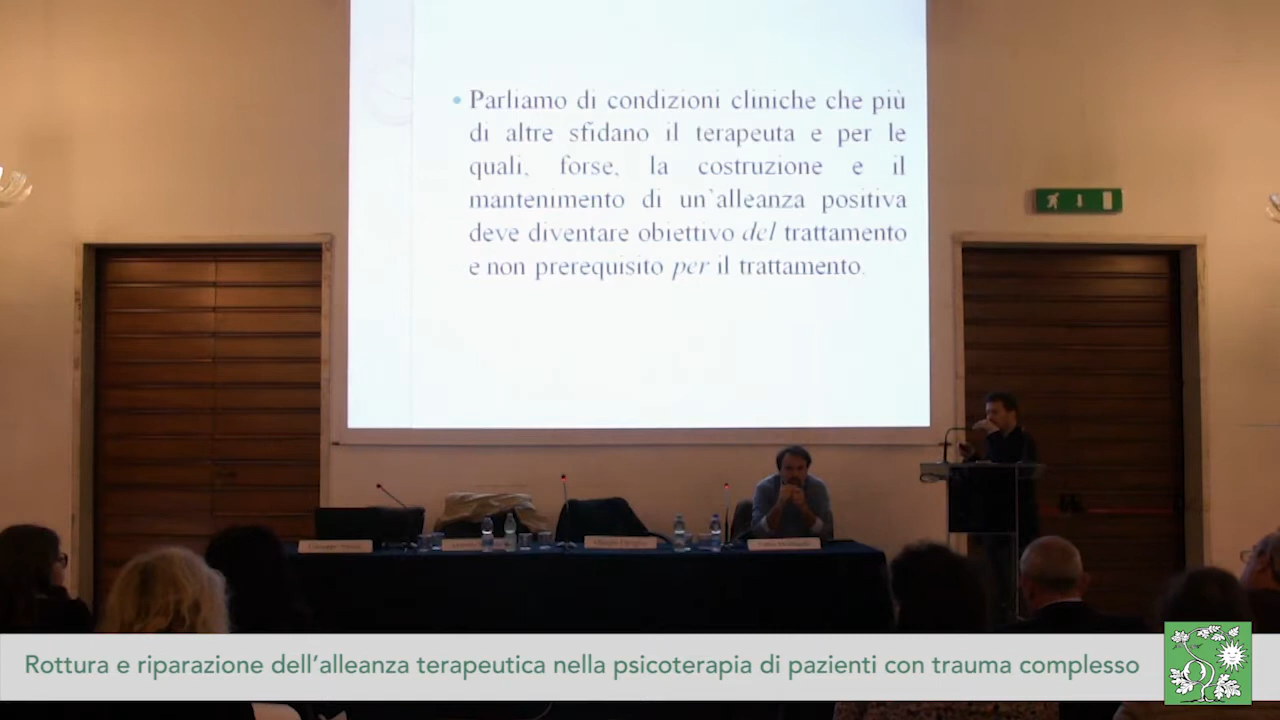 • Parliamo di condizioni cliniche che più
di altre sfidano il terapeuta e per le
quali, forse, la costruzione e il
mantenimento di un'alleanza positiva
deve diventare obiettivo del trattamento
e non prerequisito per il trattamento.
Rottura e riparazione dell'alleanza terapeutica nella psicoterapia di pazienti con trauma complesso